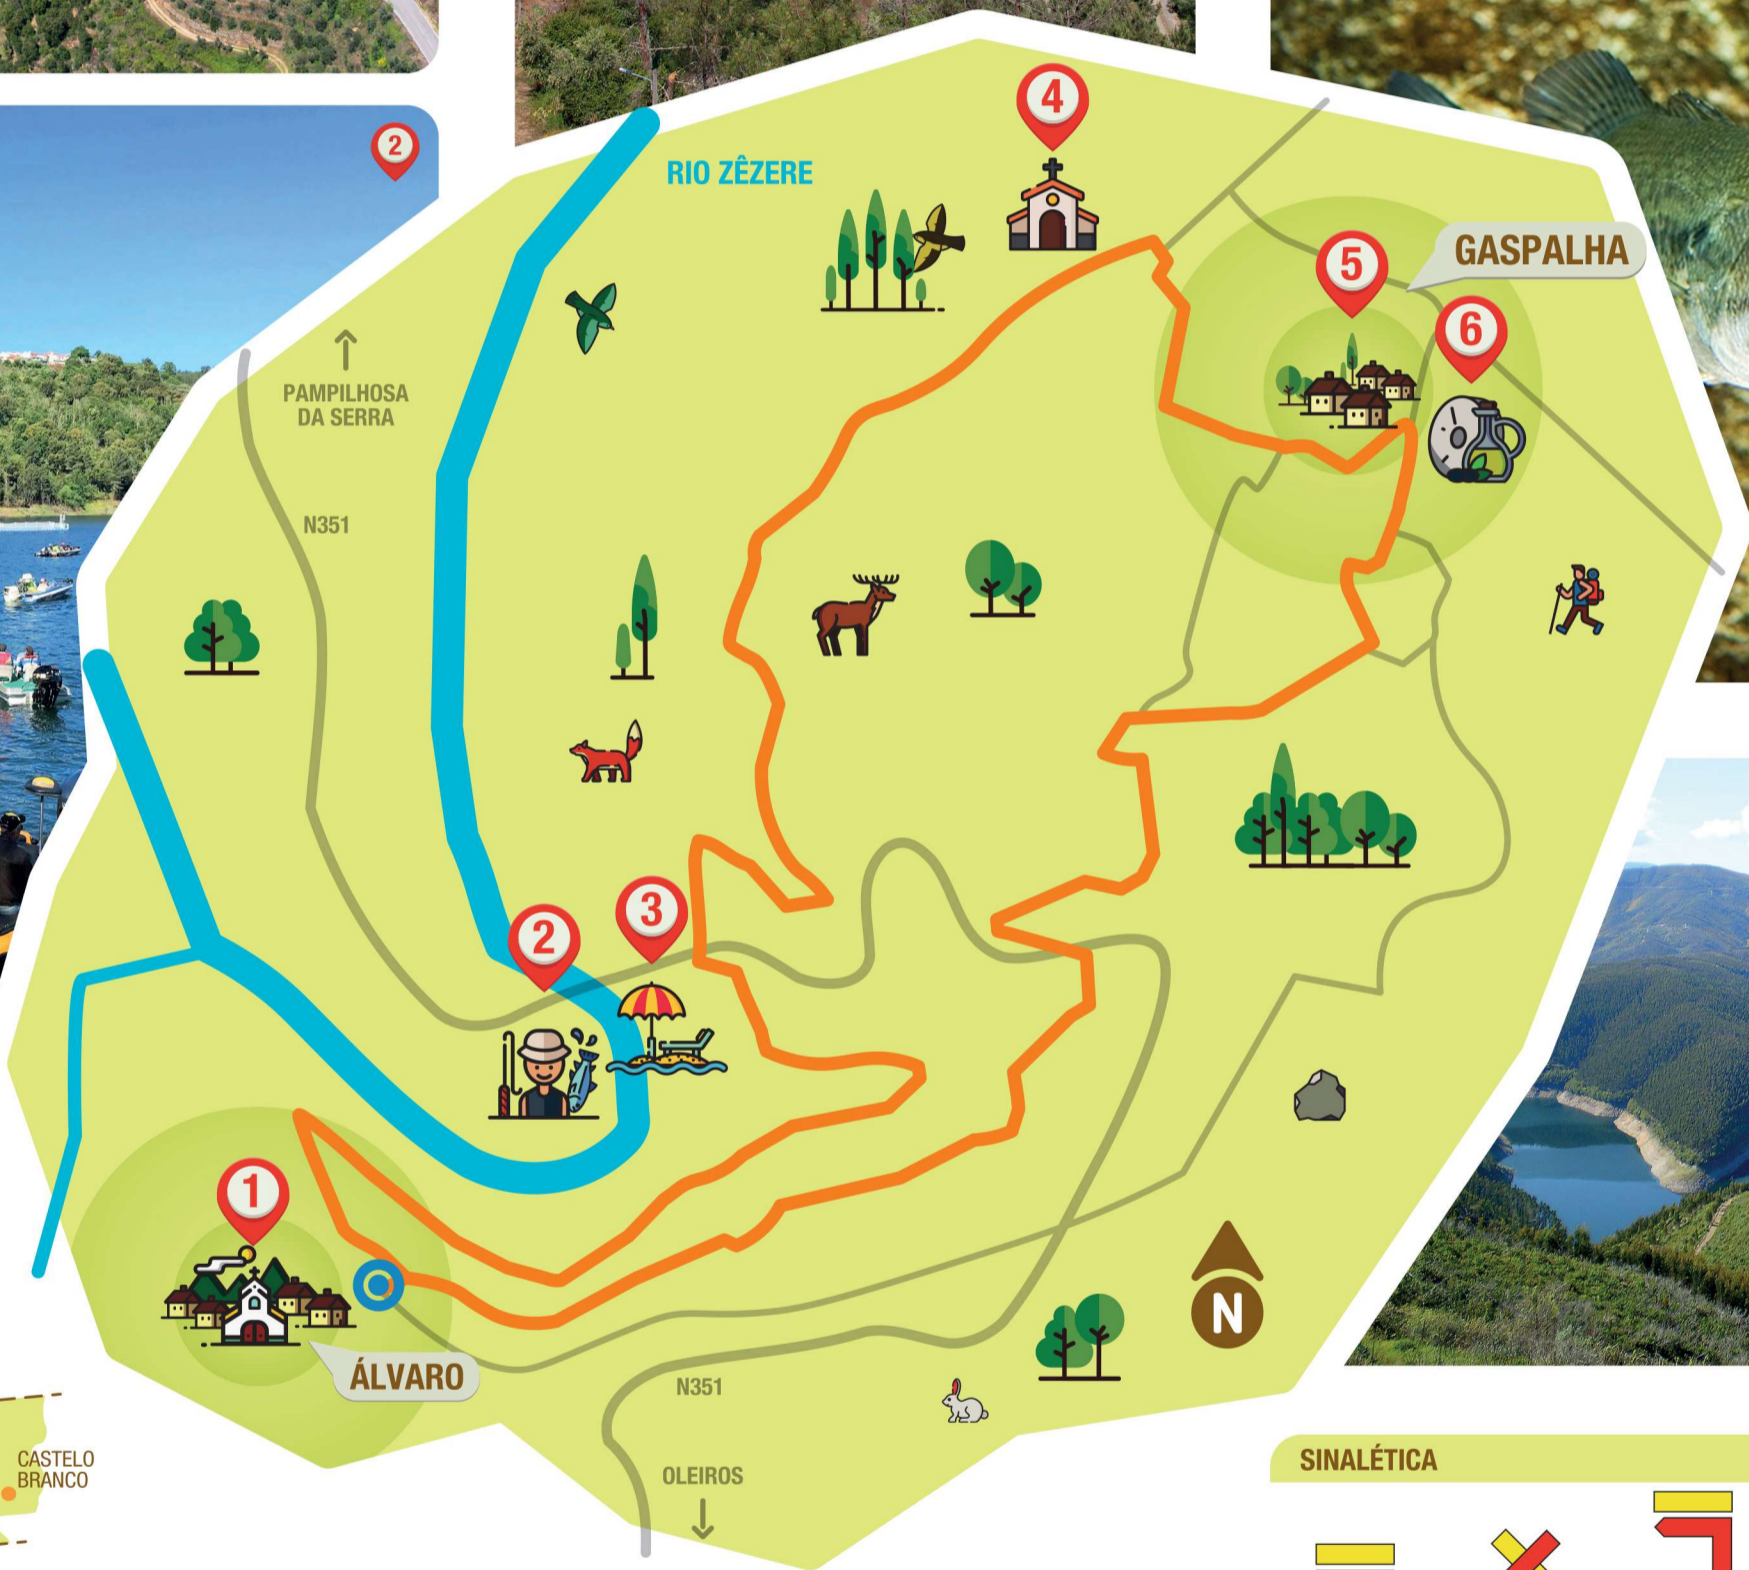 2
4
RIO ZÊZERE
5
GASPALHA
6
PAMPILHOSA
DA SERRA
N351
3
2
1
ÁLVARO
N
N351
OLEIROS
CASTELO
BRANCO
SINALÉTICA